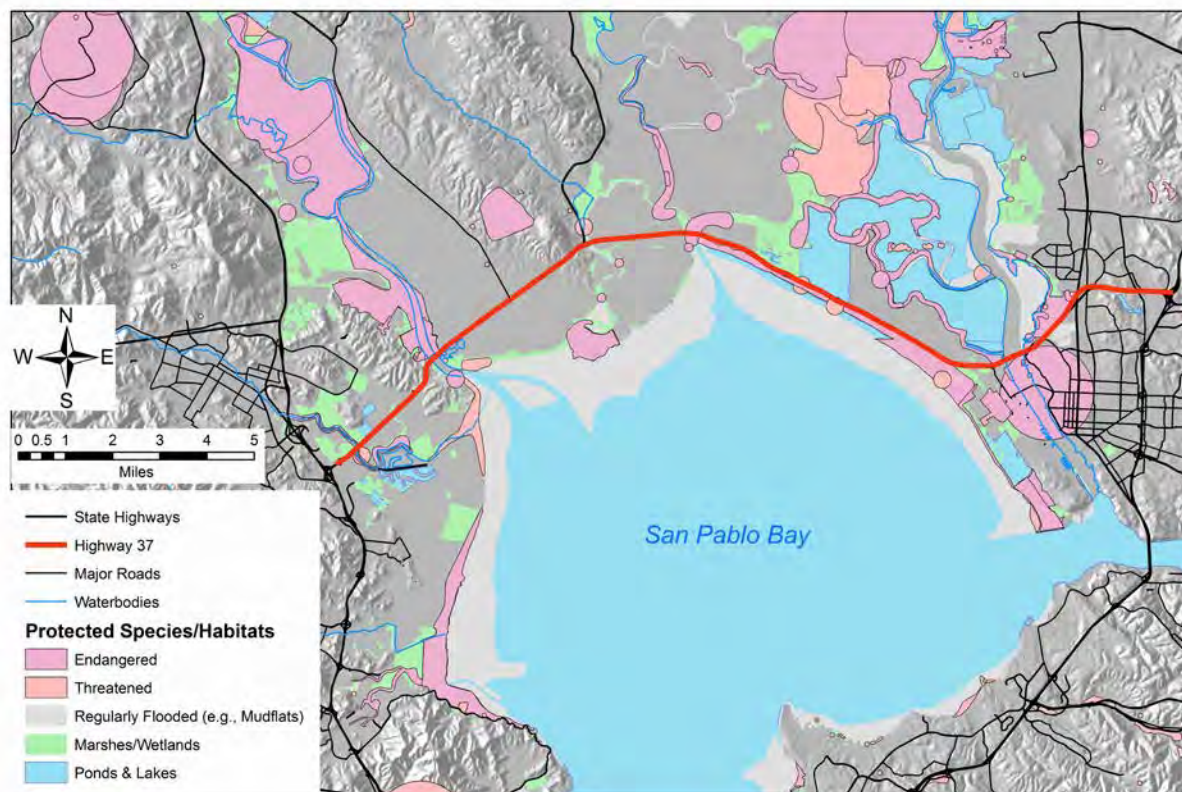 N
W E
S
0 0.5 1 2 3 4 5
Miles
State Highways
Highway 37
Major Roads
Waterbodies
Protected Species/Habitats
Endangered
Threatened
Regularly Flooded (e.g., Mudflats)
Marshes/Wetlands
Ponds & Lakes
San Pablo Bay